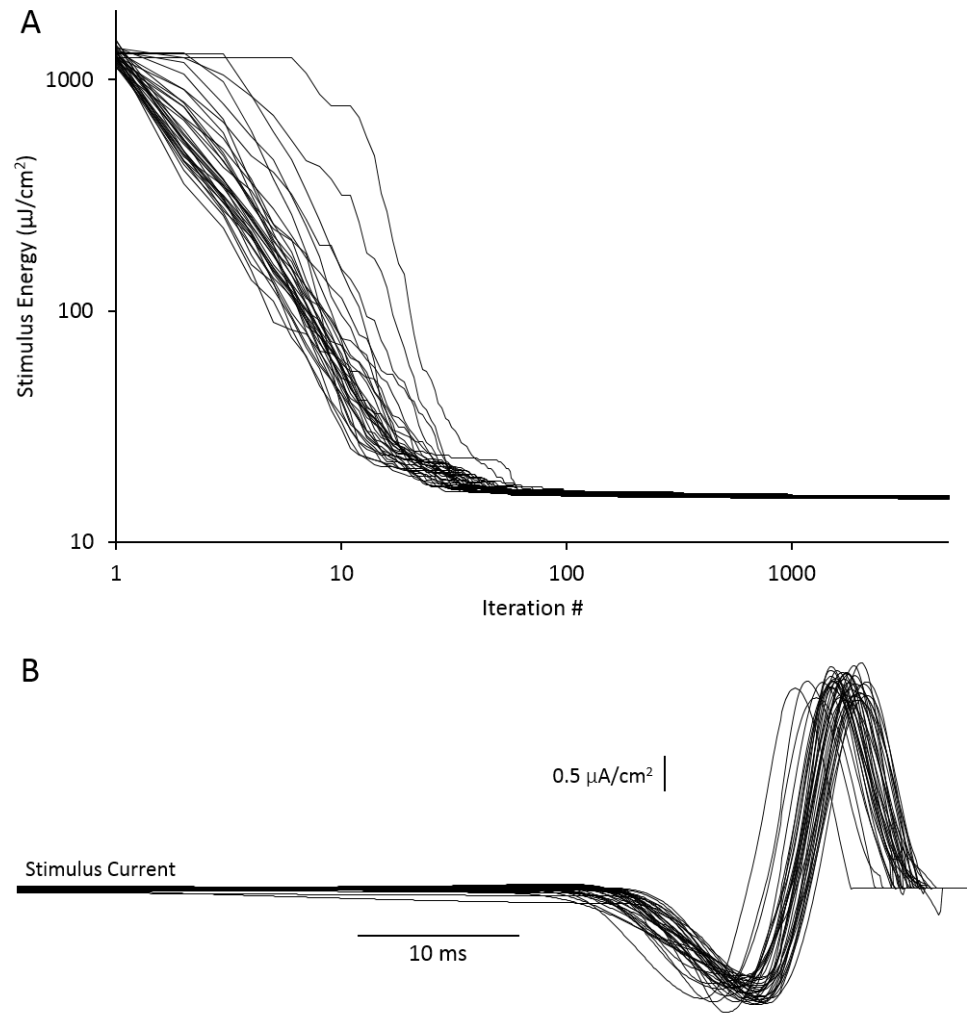 A
Stimulus Energy (µJ/cm²)
1000
100
10
1 10 100 1000
Iteration #
B
0.5 µA/cm²
Stimulus Current
10 ms